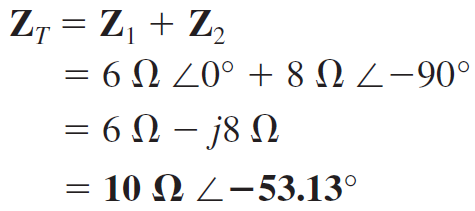 Z_T = Z_1 + Z_2
= 6 Ω ∠0° + 8 Ω ∠−90°
= 6 Ω − j8 Ω
= 10 Ω ∠−53.13°